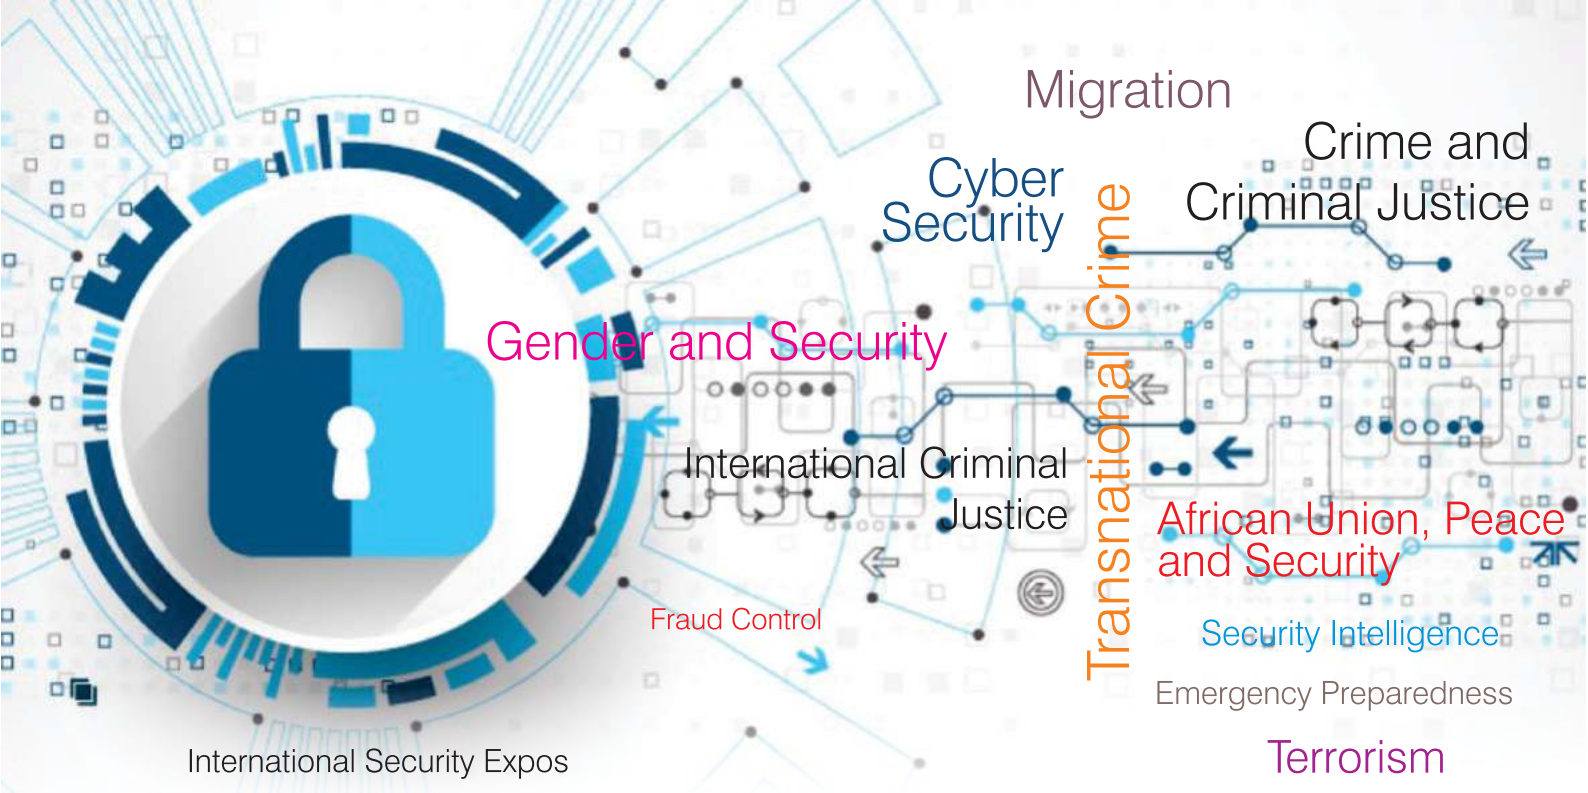 Migration
Crime and
Criminal Justice
Cyber
Security
Transnational Crime
Gender and Security
International Criminal
Justice
African Union, Peace
and Security
Fraud Control
Security Intelligence
Emergency Preparedness
International Security Expos
Terrorism